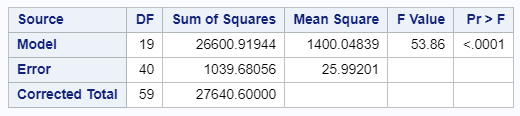 Source DF Sum of Squares Mean Square F Value Pr > F
Model 19 26600.91944 1400.04839 53.86 <.0001
Error 40 1039.68056 25.99201
Corrected Total 59 27640.60000